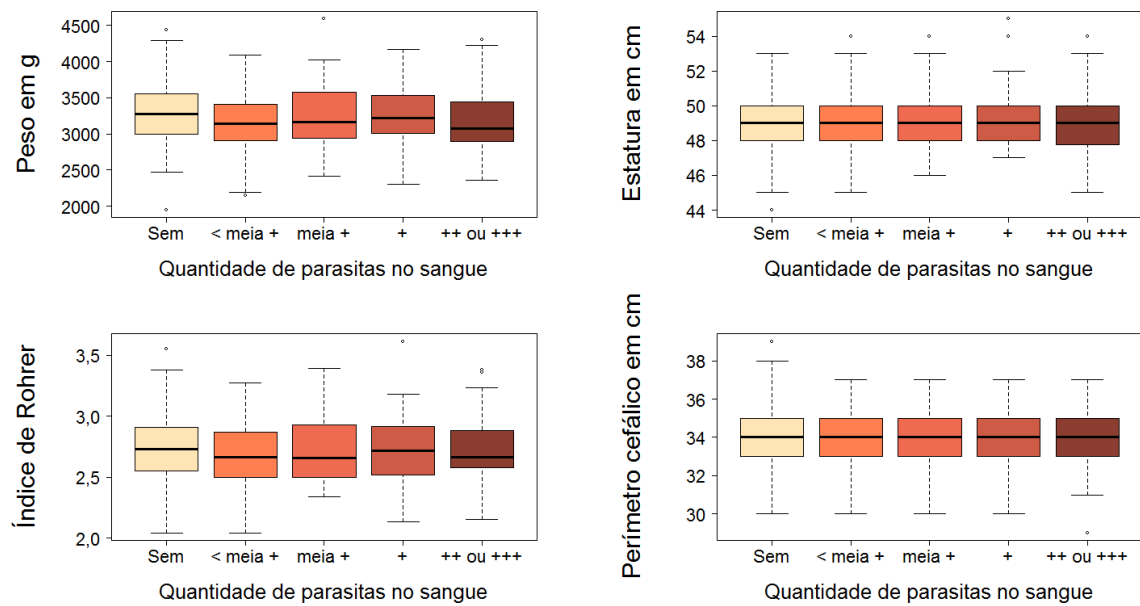 Peso em g
4500
4000
3500
3000
2500
2000
Sem < meia + meia + + ++ ou +++
Quantidade de parasitas no sangue
Estatura em cm
54
52
50
48
46
44
Sem < meia + meia + + ++ ou +++
Quantidade de parasitas no sangue
Índice de Rohrer
3,5
3,0
2,5
2,0
Sem < meia + meia + + ++ ou +++
Quantidade de parasitas no sangue
Perímetro cefálico em cm
38
36
34
32
30
Sem < meia + meia + + ++ ou +++
Quantidade de parasitas no sangue